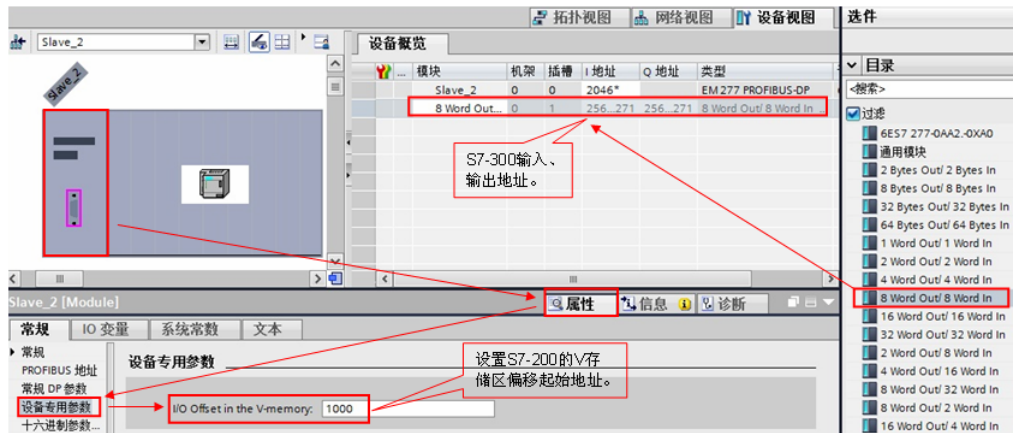 拓扑视图 网络视图 设备视图 选件
Slave_2
设备概览
目录
... 模块 机架 插槽 I 地址 Q 地址 类型
<搜索>
Slave_2 0 0 2046* EM 277 PROFIBUS-DP
8 Word Out... 0 1 256...271 256...271 8 Word Out/ 8 Word In ...
slave_2
S7-300输入、
输出地址。
过滤
6ES7 277-0AA2.-0XA0
通用模块
2 Bytes Out/ 2 Bytes In
8 Bytes Out/ 8 Bytes In
32 Bytes Out/ 32 Bytes In
64 Bytes Out/ 64 Bytes In
1 Word Out/ 1 Word In
2 Word Out/ 2 Word In
4 Word Out/ 4 Word In
8 Word Out/ 8 Word In
16 Word Out/ 16 Word In
32 Word Out/ 32 Word In
2 Word Out/ 8 Word In
4 Word Out/ 16 Word In
8 Word Out/ 32 Word In
8 Word Out/ 2 Word In
16 Word Out/ 4 Word In
Slave_2 [Module] 属性 信息 诊断
常规 IO 变量 系统常数 文本
常规
PROFIBUS 地址
常规 DP 参数
设备专用参数
十六进制参数...
设备专用参数
I/O Offset in the V-memory: 1000
设置S7-200的V存
储区偏移起始地址。